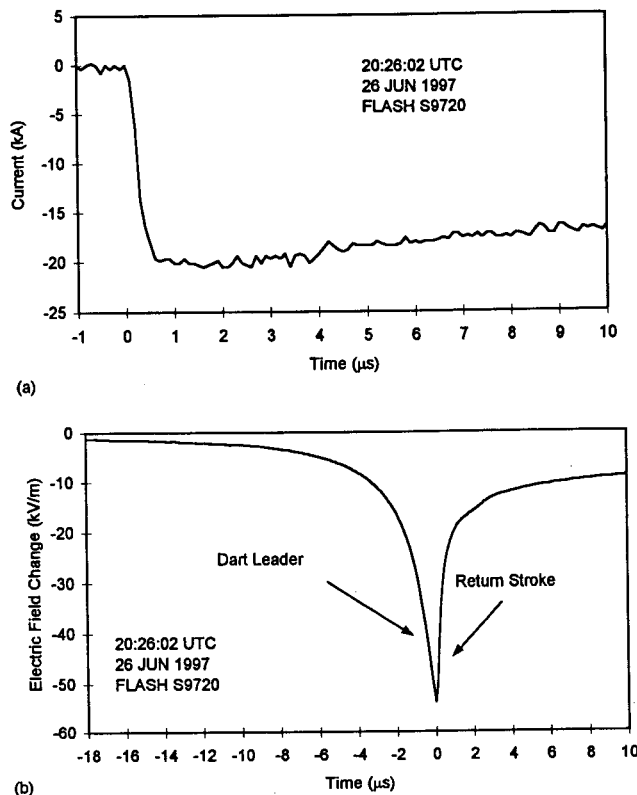 5
0
-5
-10
-15
-20
-25
Current (kA)
20:26:02 UTC
26 JUN 1997
FLASH S9720
-1 0 1 2 3 4 5 6 7 8 9 10
Time (μs)
(a)
0
-10
-20
-30
-40
-50
-60
Electric Field Change (kV/m)
Dart Leader
Return Stroke
20:26:02 UTC
26 JUN 1997
FLASH S9720
-18 -16 -14 -12 -10 -8 -6 -4 -2 0 2 4 6 8 10
Time (μs)
(b)